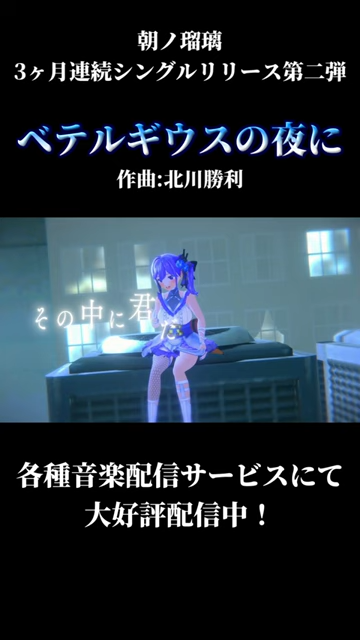 朝ノ瑠璃
3ヶ月連続シングルリリース第二弾
ベテルギウスの夜に
作曲:北川勝利
その中に君
各種音楽配信サービスにて
大好評配信中！